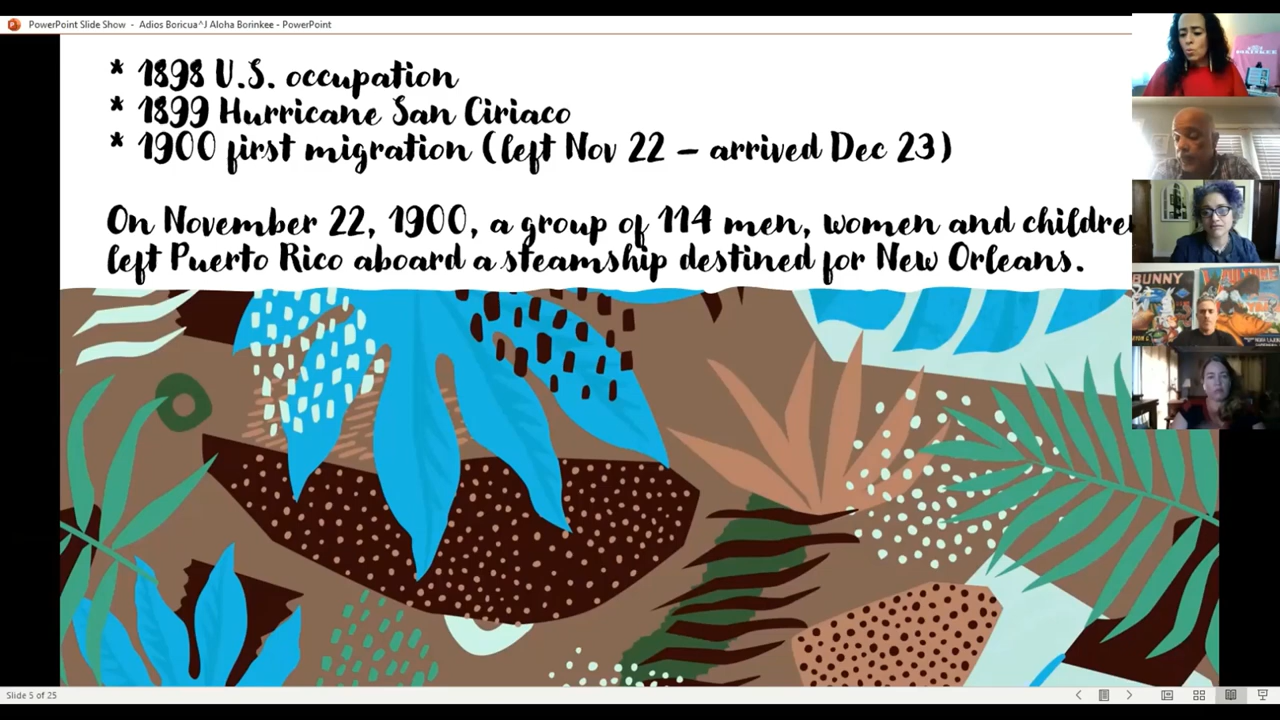 PowerPoint Slide Show - Adios Boricua^J Aloha Borinkee - PowerPoint
* 1898 U.S. occupation
* 1899 Hurricane San Ciriaco
* 1900 first migration (left Nov 22 – arrived Dec 23)
On November 22, 1900, a group of 114 men, women and children
left Puerto Rico aboard a steamship destined for New Orleans.
BUNNY
Slide 5 of 25